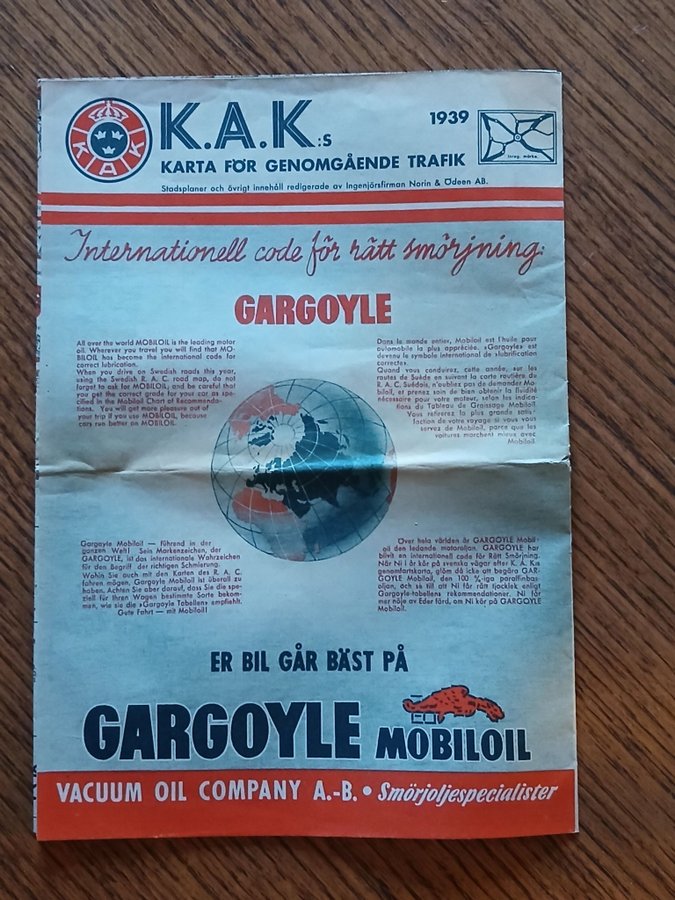 K.A.K:s
1939
KAK
Inreg. märke.
KARTA FÖR GENOMGÅENDE TRAFIK
Stadsplaner och övrigt innehåll redigerade av Ingenjörsfirman Norin & Ödeen AB.
Internationell code för rätt smörjning:
GARGOYLE
All over the world MOBILOIL is the leading motor
oil. Wherever you travel you will find that MO-
BILOIL has become the international code for
correct lubrication.
When you drive on Swedish roads this year,
using the Swedish R. A. C. road map, do not
forget to ask for MOBILOIL, and be careful that
you get the correct grade for your car as spe-
cified in the Mobiloil Chart of Recommenda-
tions. You will get more pleasure out of
your trip if you use MOBILOIL, because
cars run better on MOBILOIL.
Dans le monde entier, Mobiloil est l'huile pour
automobile la plus appréciée. »Gargoyle» est
devenu le symbole international de »lubrification
correcte».
Quand vous conduirez, cette année, sur les
routes de Suède en suivant la carte routière du
R. A. C. Suédois, n'oubliez pas de demander Mo-
biloil, et prenez soin de bien obtenir la fluidité
nécessaire pour votre moteur, selon les indica-
tions du Tableau de Graissage Mobiloil.
Vous retirerez la plus grande satis-
faction de votre voyage si vous vous
servez de Mobiloil, parce que les
voitures marchent mieux avec
Mobiloil.
Gargoyle Mobiloil — führend in der
ganzen Welt! Sein Markenzeichen, der
GARGOYLE, ist das internationale Wahrzeichen
für den Begriff der richtigen Schmierung.
Wohin Sie auch mit den Karten des R. A. C.
fahren mögen, Gargoyle Mobiloil ist überall zu
haben. Achten Sie aber darauf, dass Sie die spe-
ziell für Ihren Wagen bestimmte Sorte bekom-
men, wie sie die »Gargoyle Tabellen» empfiehlt.
Gute Fahrt — mit Mobiloil!
Över hela världen är GARGOYLE Mobil-
oil den ledande motoroljan. GARGOYLE har
blivit en internationell code för Rätt Smörjning.
När Ni i år kör på svenska vägar efter K. A. K:s
genomfartskarta, glöm då icke att begära GAR-
GOYLE Mobiloil, den 100 %-iga paraffinbas-
oljan, och se till att Ni får rätt tjocklek enligt
Gargoyle-tabellens rekommendationer. Ni får
mer nöje av Eder färd, om Ni kör på GARGOYLE
Mobiloil.
ER BIL GÅR BÄST PÅ
GARGOYLE MOBILOIL
VACUUM OIL COMPANY A.-B. • Smörjoljespecialister